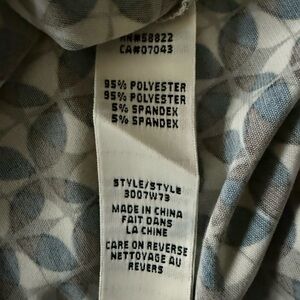 RN#58822
CA#07043
95% POLYESTER
95% POLYESTER
5% SPANDEX
5% SPANDEX
STYLE/STYLE
3007W73
MADE IN CHINA
FAIT DANS
LA CHINE
CARE ON REVERSE
NETTOYAGE AU
REVERS